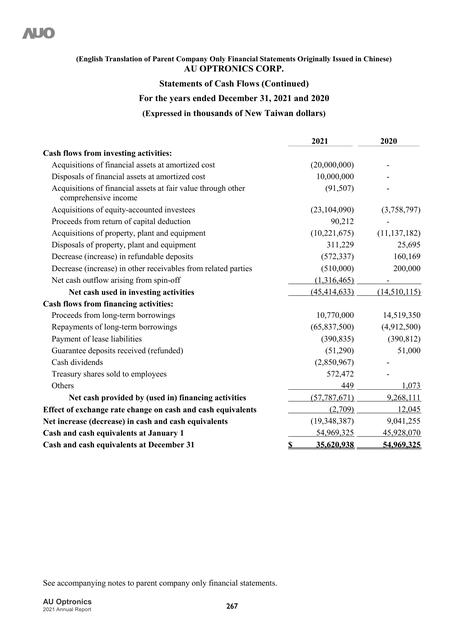 AUO
(English Translation of Parent Company Only Financial Statements Originally Issued in Chinese)
AU OPTRONICS CORP.
Statements of Cash Flows (Continued)
For the years ended December 31, 2021 and 2020
(Expressed in thousands of New Taiwan dollars)
2021 2020
Cash flows from investing activities:
Acquisitions of financial assets at amortized cost (20,000,000) -
Disposals of financial assets at amortized cost 10,000,000 -
Acquisitions of financial assets at fair value through other
comprehensive income (91,507) -
Acquisitions of equity-accounted investees (23,104,090) (3,758,797)
Proceeds from return of capital deduction 90,212 -
Acquisitions of property, plant and equipment (10,221,675) (11,137,182)
Disposals of property, plant and equipment 311,229 25,695
Decrease (increase) in refundable deposits (572,337) 160,169
Decrease (increase) in other receivables from related parties (510,000) 200,000
Net cash outflow arising from spin-off (1,316,465) -
Net cash used in investing activities (45,414,633) (14,510,115)
Cash flows from financing activities:
Proceeds from long-term borrowings 10,770,000 14,519,350
Repayments of long-term borrowings (65,837,500) (4,912,500)
Payment of lease liabilities (390,835) (390,812)
Guarantee deposits received (refunded) (51,290) 51,000
Cash dividends (2,850,967) -
Treasury shares sold to employees 572,472 -
Others 449 1,073
Net cash provided by (used in) financing activities (57,787,671) 9,268,111
Effect of exchange rate change on cash and cash equivalents (2,709) 12,045
Net increase (decrease) in cash and cash equivalents (19,348,387) 9,041,255
Cash and cash equivalents at January 1 54,969,325 45,928,070
Cash and cash equivalents at December 31 $ 35,620,938 54,969,325
See accompanying notes to parent company only financial statements.
AU Optronics
2021 Annual Report
267